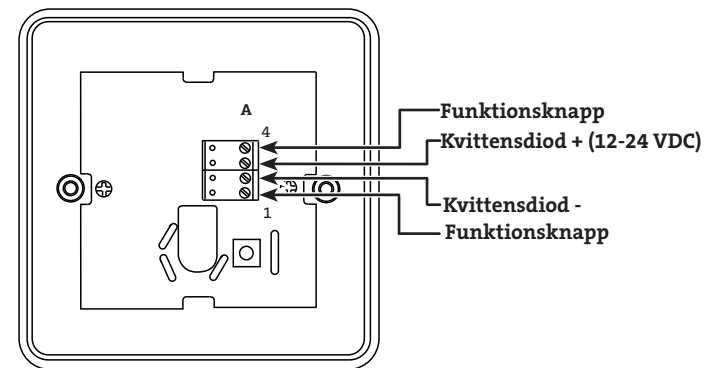 A
4
Funktionsknapp
Kvittensdiod + (12-24 VDC)
Kvittensdiod -
1
Funktionsknapp